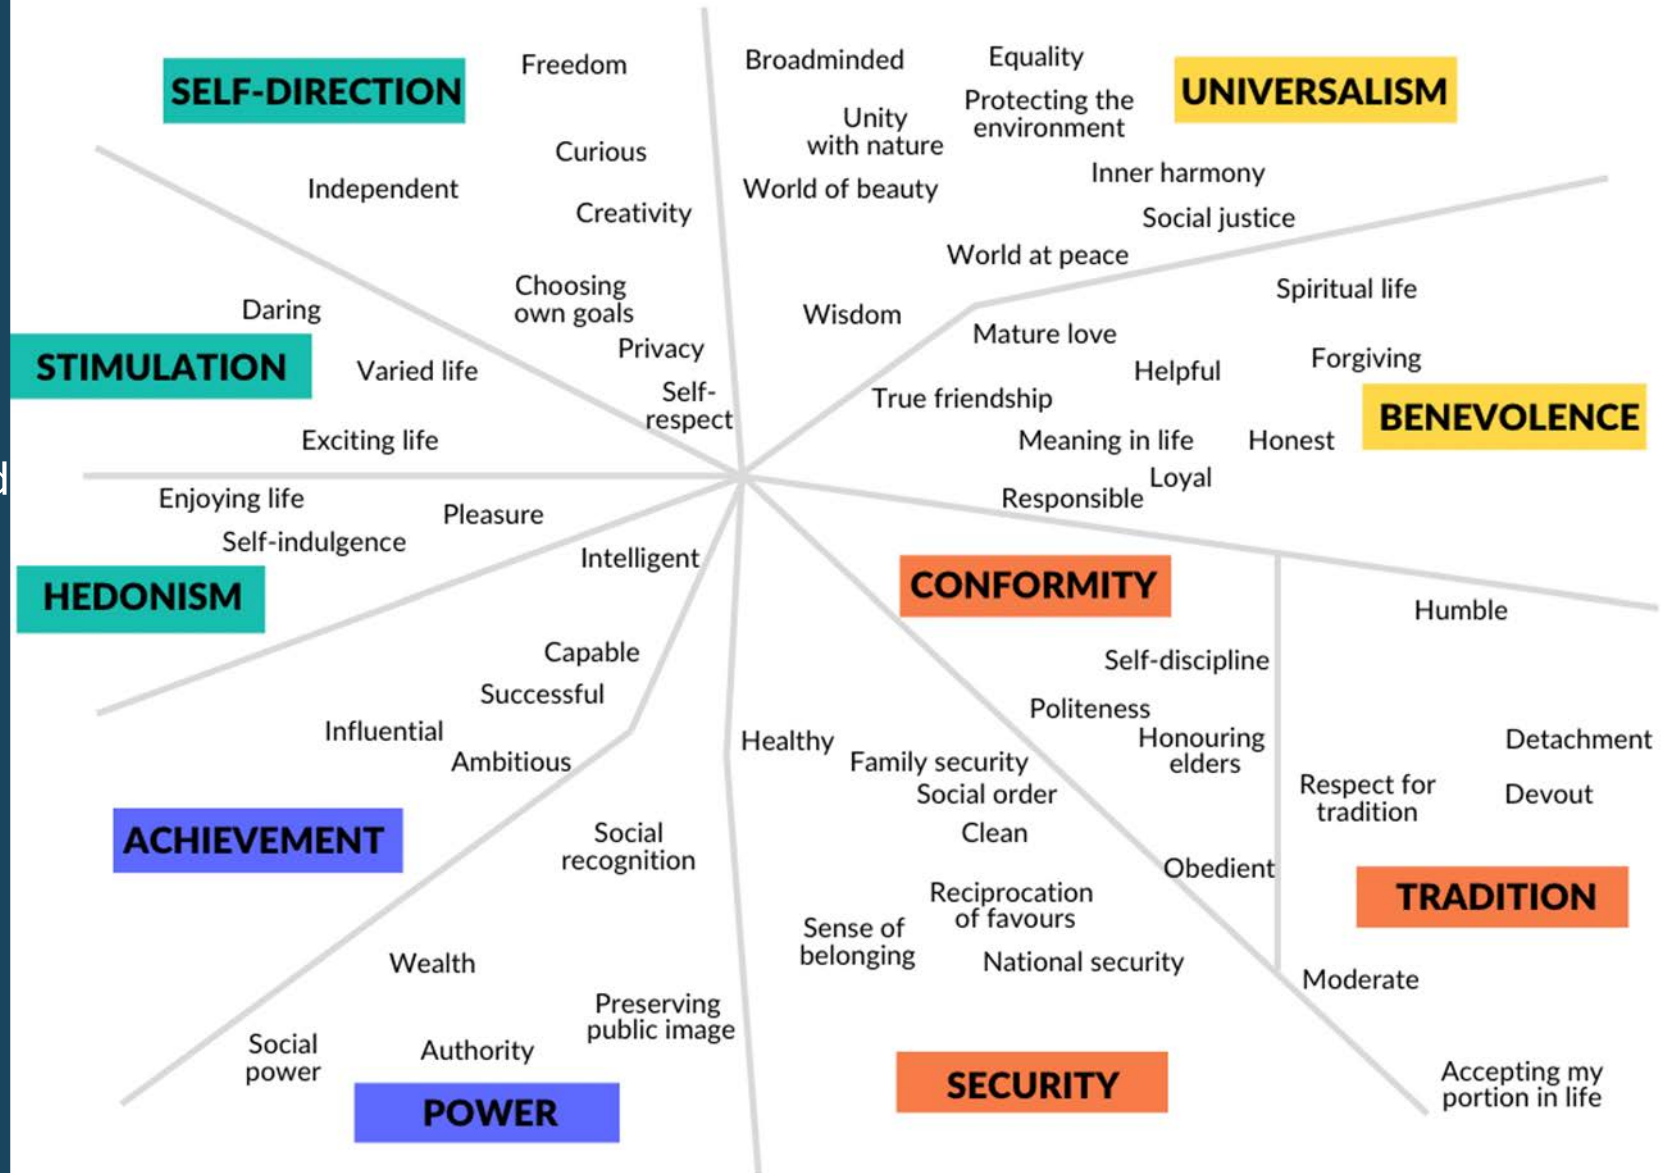 SELF-DIRECTION
Freedom
Curious
Independent
Creativity
Choosing
own goals
Privacy
Self-
respect
Broadminded
Equality
UNIVERSALISM
Unity
with nature
Protecting the
environment
World of beauty
Inner harmony
Social justice
World at peace
Wisdom
Daring
STIMULATION
Varied life
Exciting life
Spiritual life
Mature love
Helpful
Forgiving
True friendship
BENEVOLENCE
Meaning in life
Honest
Loyal
Responsible
d
Enjoying life
Pleasure
Self-indulgence
HEDONISM
Intelligent
Capable
Successful
Influential
Ambitious
ACHIEVEMENT
Social
recognition
Wealth
Preserving
public image
Social
power
Authority
POWER
Healthy
Family security
Social order
Clean
Reciprocation
of favours
Sense of
belonging
National security
SECURITY
CONFORMITY
Self-discipline
Politeness
Honouring
elders
Obedient
Humble
Detachment
Respect for
tradition
Devout
TRADITION
Moderate
Accepting my
portion in life